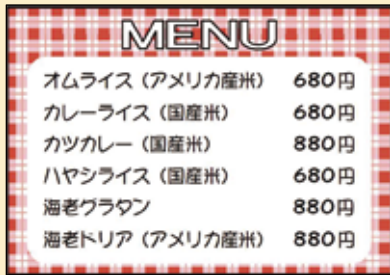 MENU
オムライス（アメリカ産米） 680円
カレーライス（国産米） 680円
カツカレー（国産米） 880円
ハヤシライス（国産米） 680円
海老グラタン 880円
海老ドリア（アメリカ産米） 880円